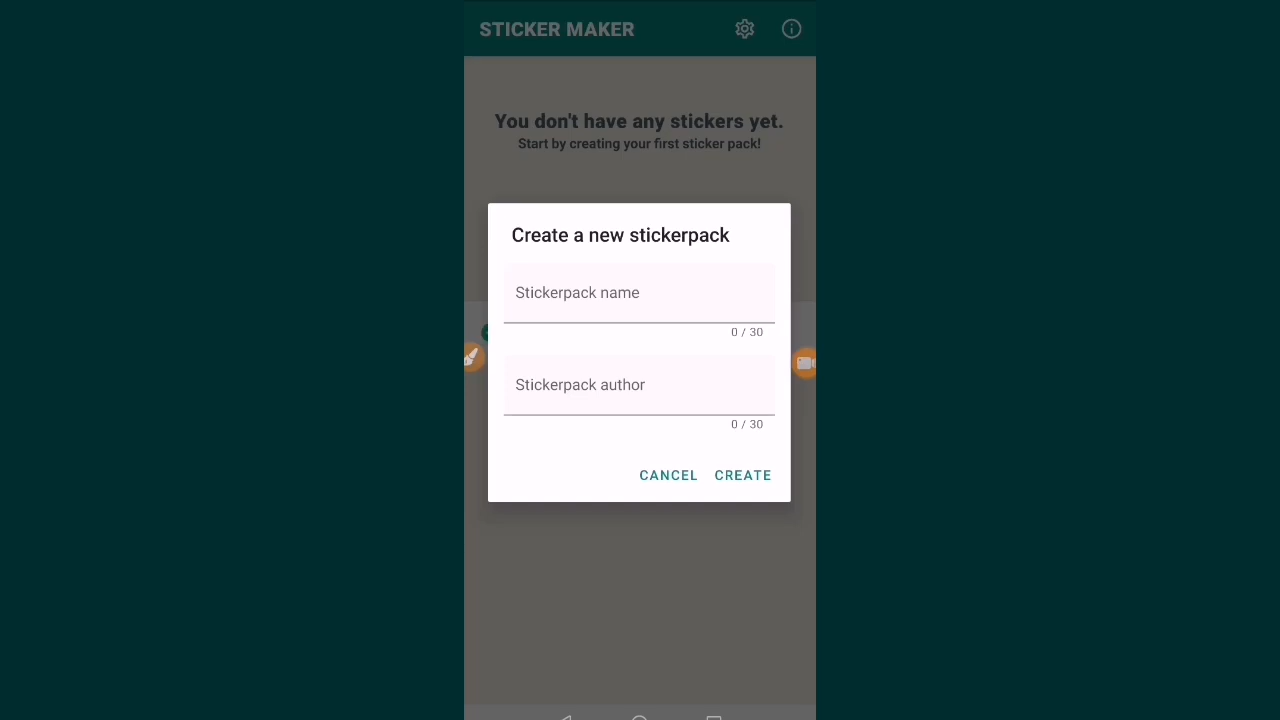 STICKER MAKER
You don't have any stickers yet.
Start by creating your first sticker pack!
Create a new stickerpack
Stickerpack name
0 / 30
Stickerpack author
0 / 30
CANCEL CREATE